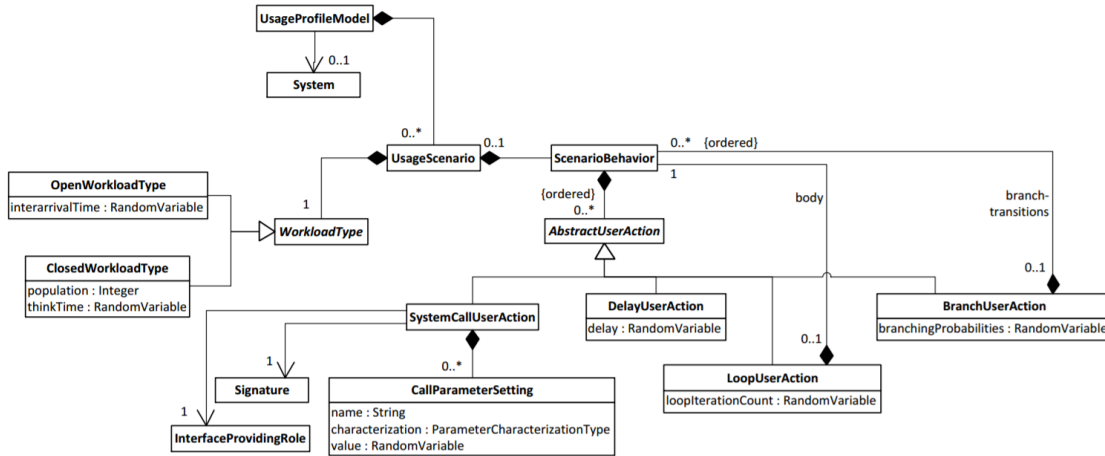 UsageProfileModel
0..1
System
0..*
0..1
UsageScenario
ScenarioBehavior
0..* {ordered}
1
OpenWorkloadType
interarrivalTime : RandomVariable
{ordered}
0..*
body
branch-
transitions
1
WorkloadType
AbstractUserAction
ClosedWorkloadType
population : Integer
thinkTime : RandomVariable
0..1
SystemCallUserAction
DelayUserAction
delay : RandomVariable
BranchUserAction
branchingProbabilities : RandomVariable
0..1
1
0..*
Signature
CallParameterSetting
name : String
characterization : ParameterCharacterizationType
value : RandomVariable
LoopUserAction
loopIterationCount : RandomVariable
1
InterfaceProvidingRole